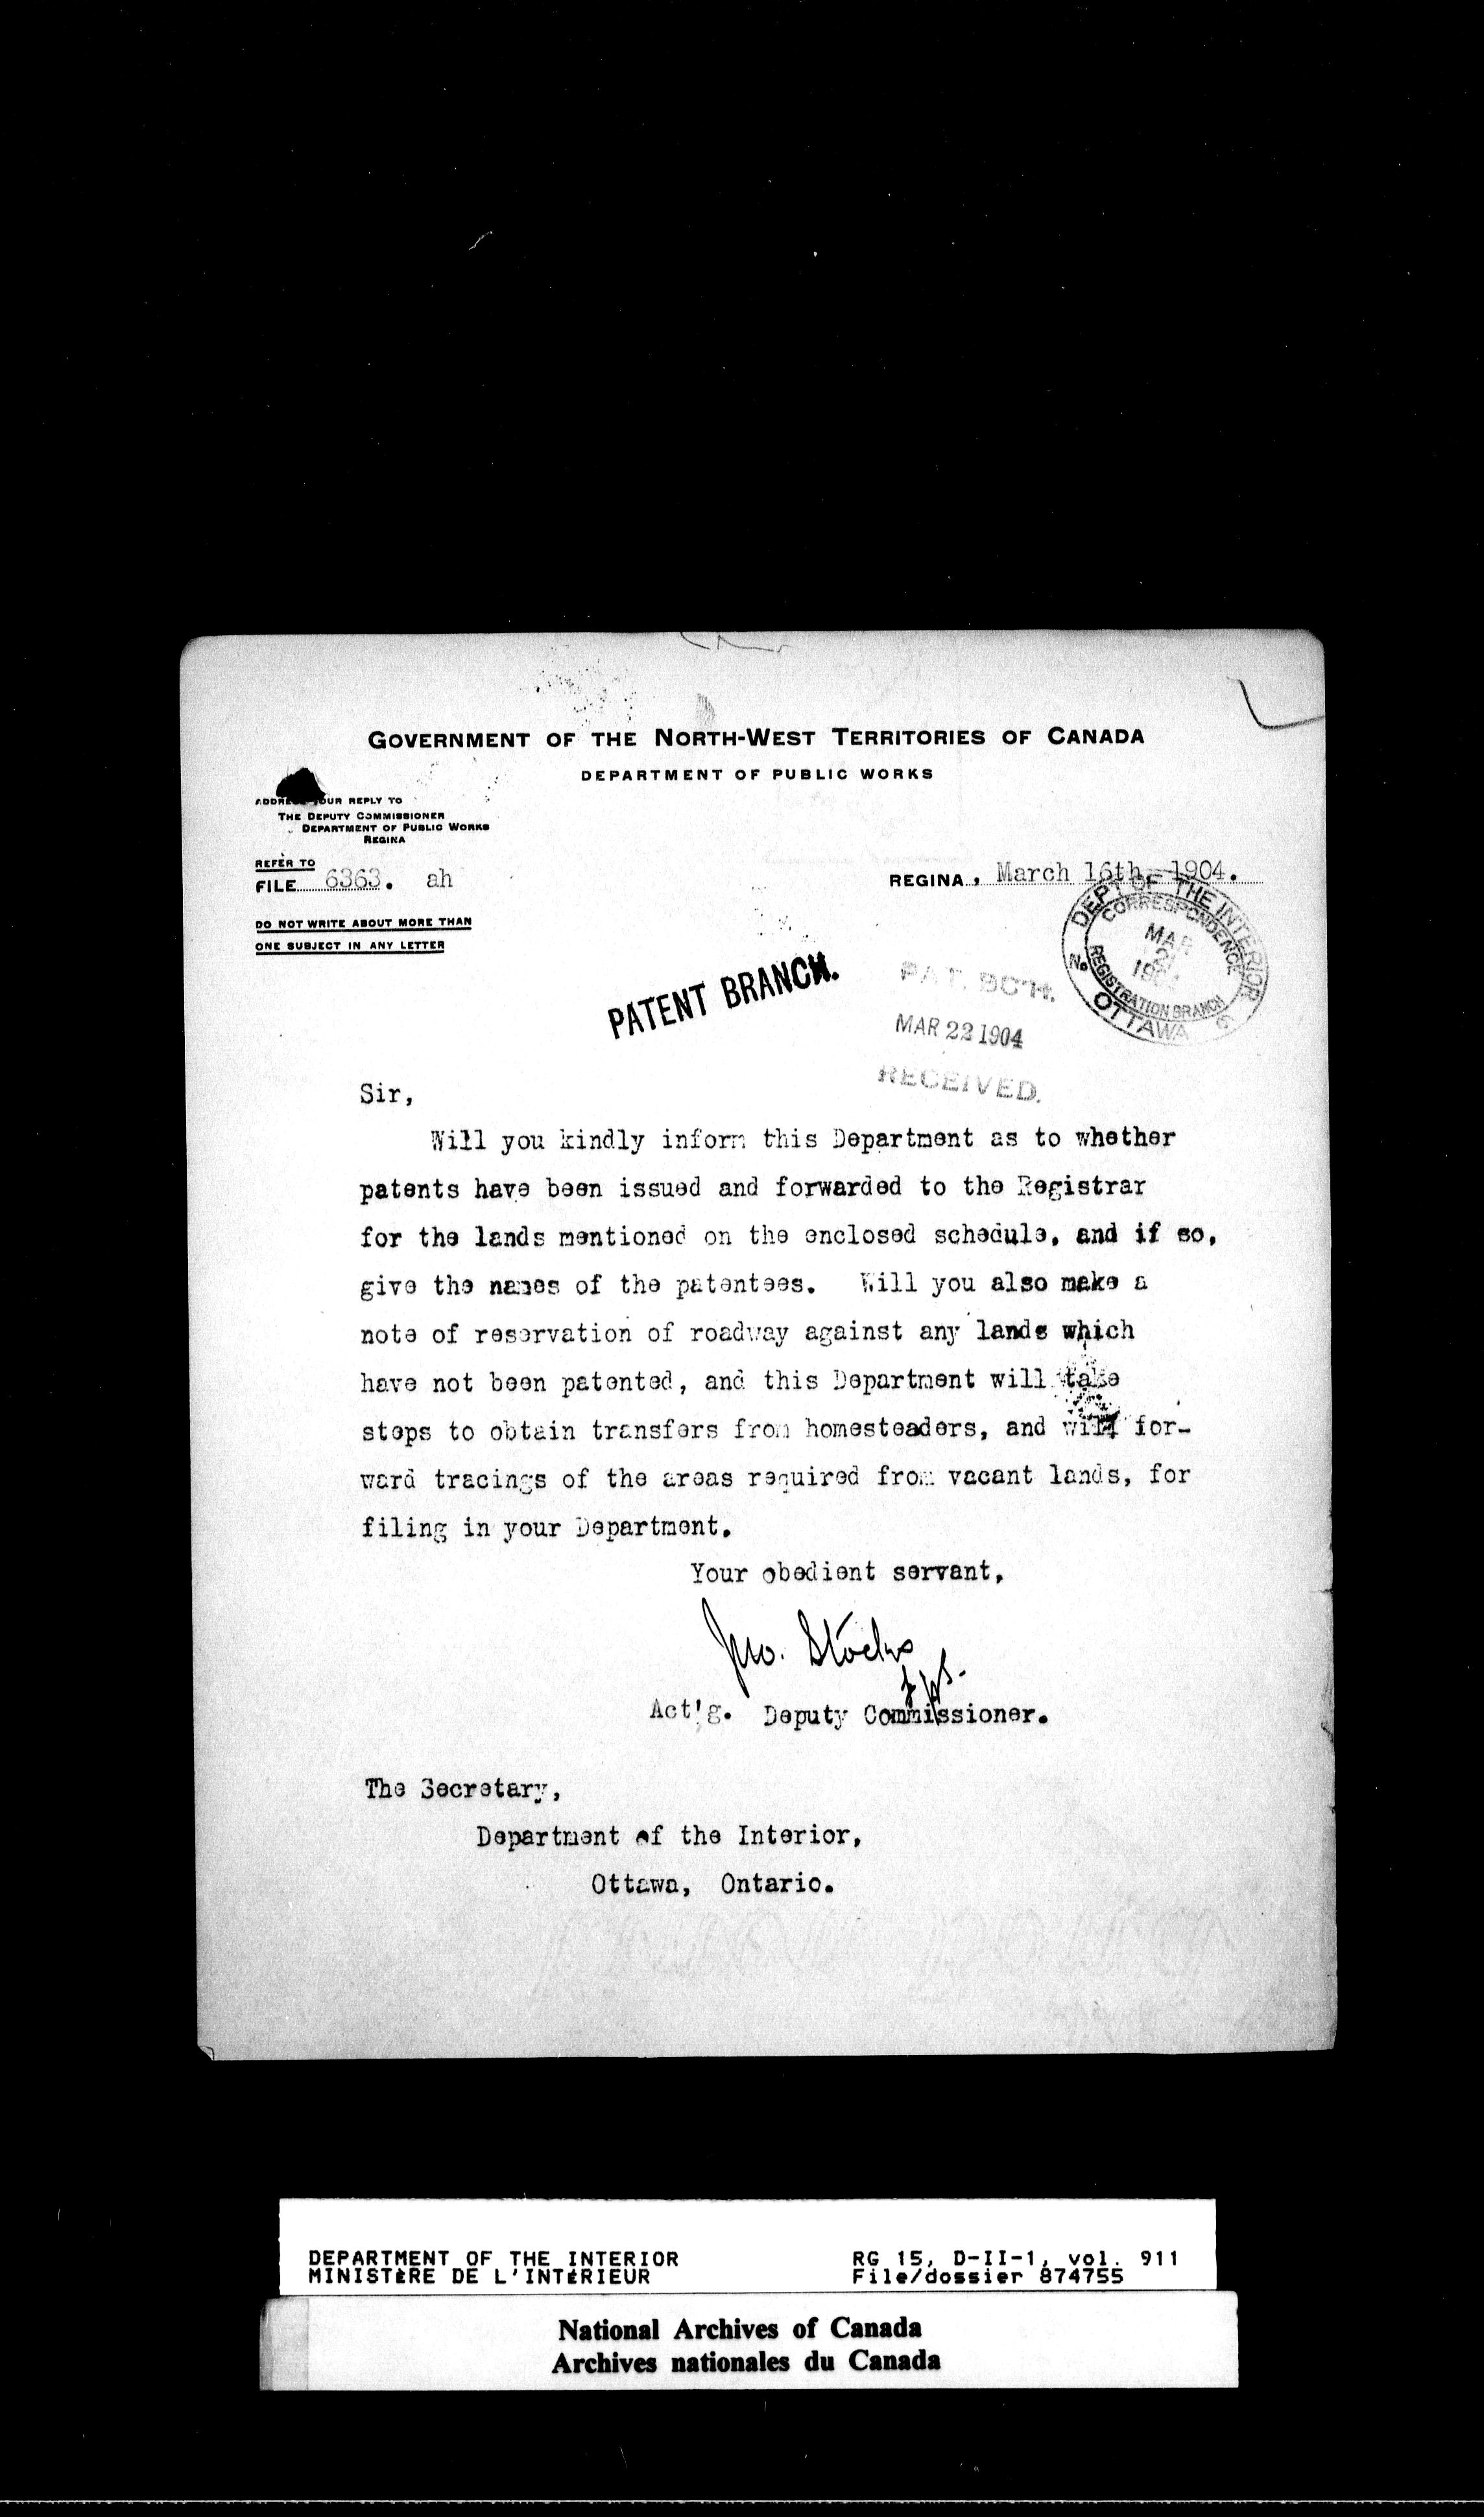 GOVERNMENT OF THE NORTH-WEST TERRITORIES OF CANADA
DEPARTMENT OF PUBLIC WORKS
ADDRESS YOUR REPLY TO
THE DEPUTY COMMISSIONER
DEPARTMENT OF PUBLIC WORKS
REGINA
REFER TO
FILE 6363. ah
REGINA, March 16th, 1904.
DO NOT WRITE ABOUT MORE THAN
ONE SUBJECT IN ANY LETTER
DEPT OF THE INTERIOR
CORRESPONDENCE
MAR
21
REGISTRATION BRANCH
No
OTTAWA
PATENT BRANCH.
PAT. BCH.
MAR 22 1904
RECEIVED.
Sir,
Will you kindly inform this Department as to whether
patents have been issued and forwarded to the Registrar
for the lands mentioned on the enclosed schedule, and if so,
give the names of the patentees. Will you also make a
note of reservation of roadway against any lands which
have not been patented, and this Department will take
steps to obtain transfers from homesteaders, and will for-
ward tracings of the areas required from vacant lands, for
filing in your Department.
Your obedient servant,
Jno. Stocks
Act'g. Deputy Commissioner.
The Secretary,
Department of the Interior,
Ottawa, Ontario.
DEPARTMENT OF THE INTERIOR RG 15, D-II-1, vol. 911
MINISTÈRE DE L'INTÉRIEUR File/dossier 874755
National Archives of Canada
Archives nationales du Canada